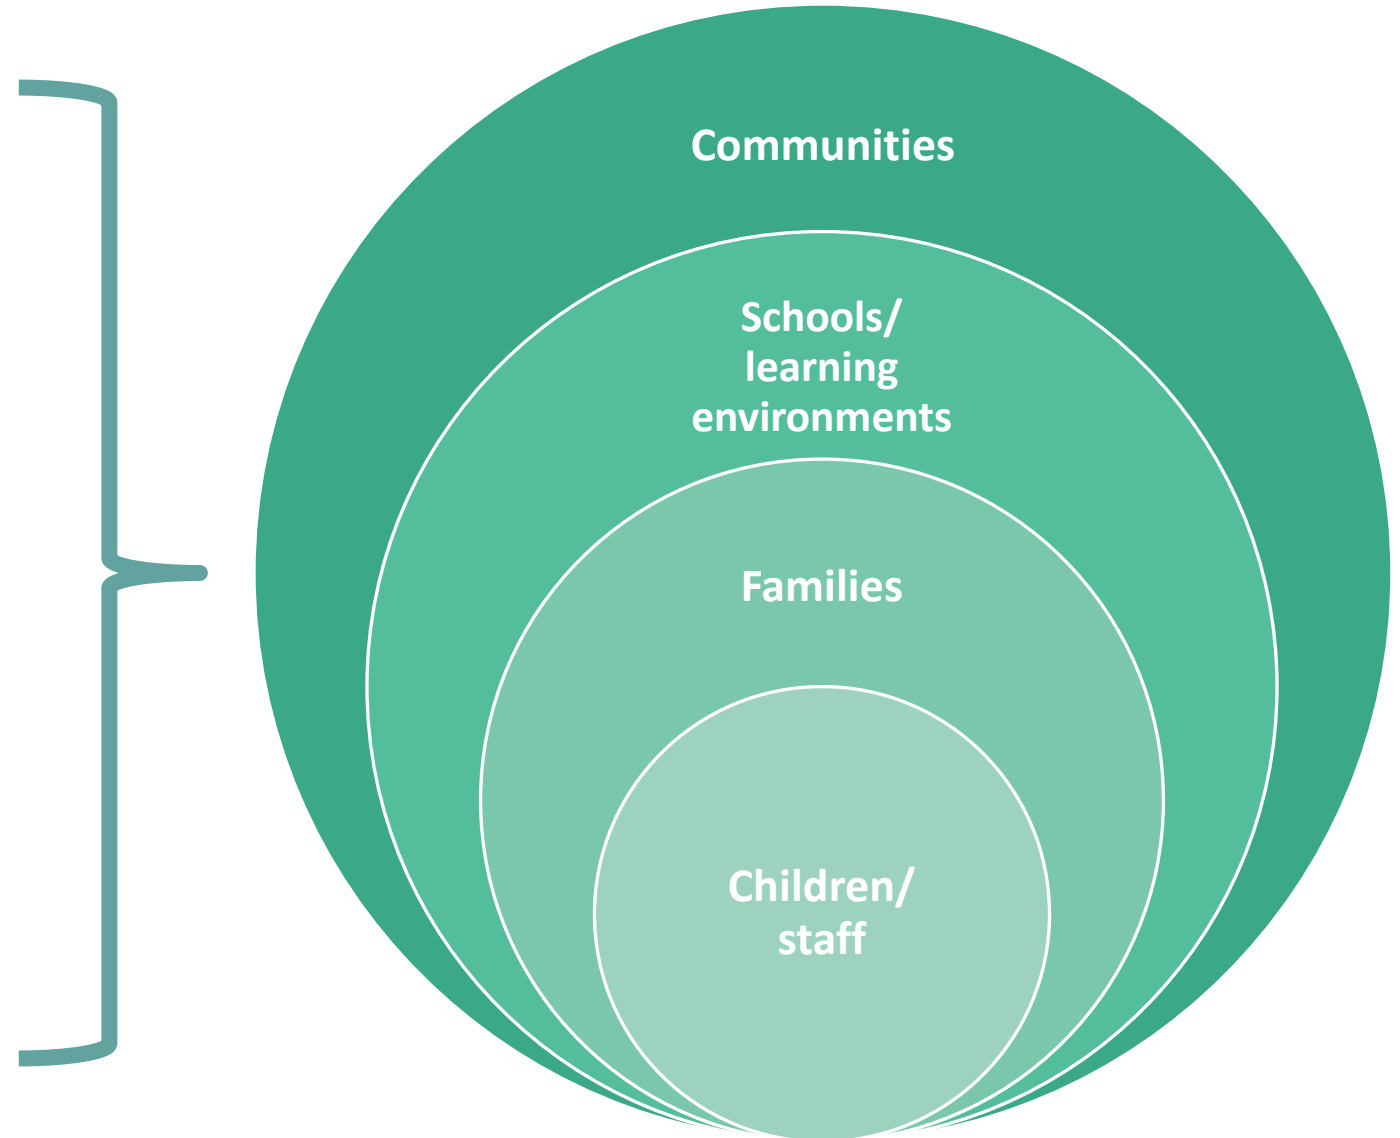 Communities
Schools/
learning
environments
Families
Children/
staff